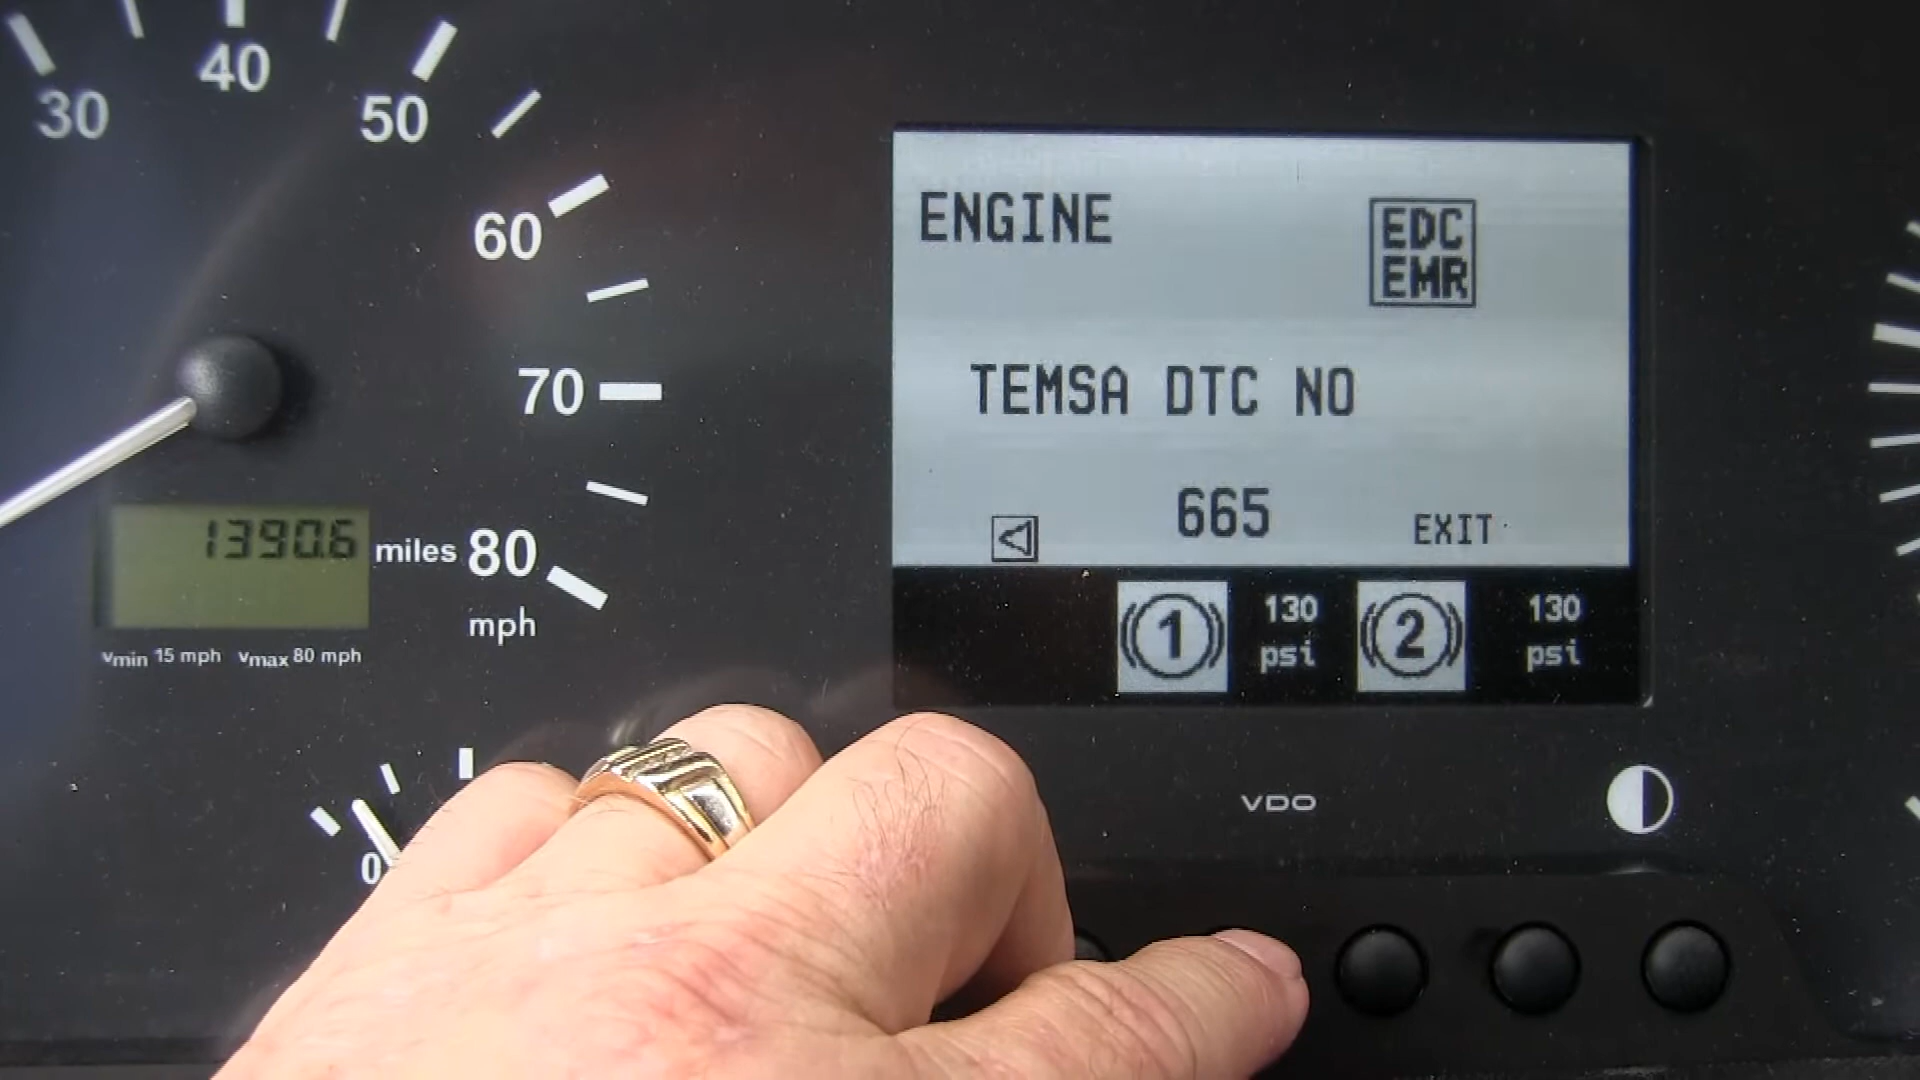 30
40
50
60
70
80
mph
13906 miles
vmin 15 mph vmax 80 mph
0
ENGINE
EDC
EMR
TEMSA DTC NO
665
EXIT
1 130 psi
2 130 psi
VDO